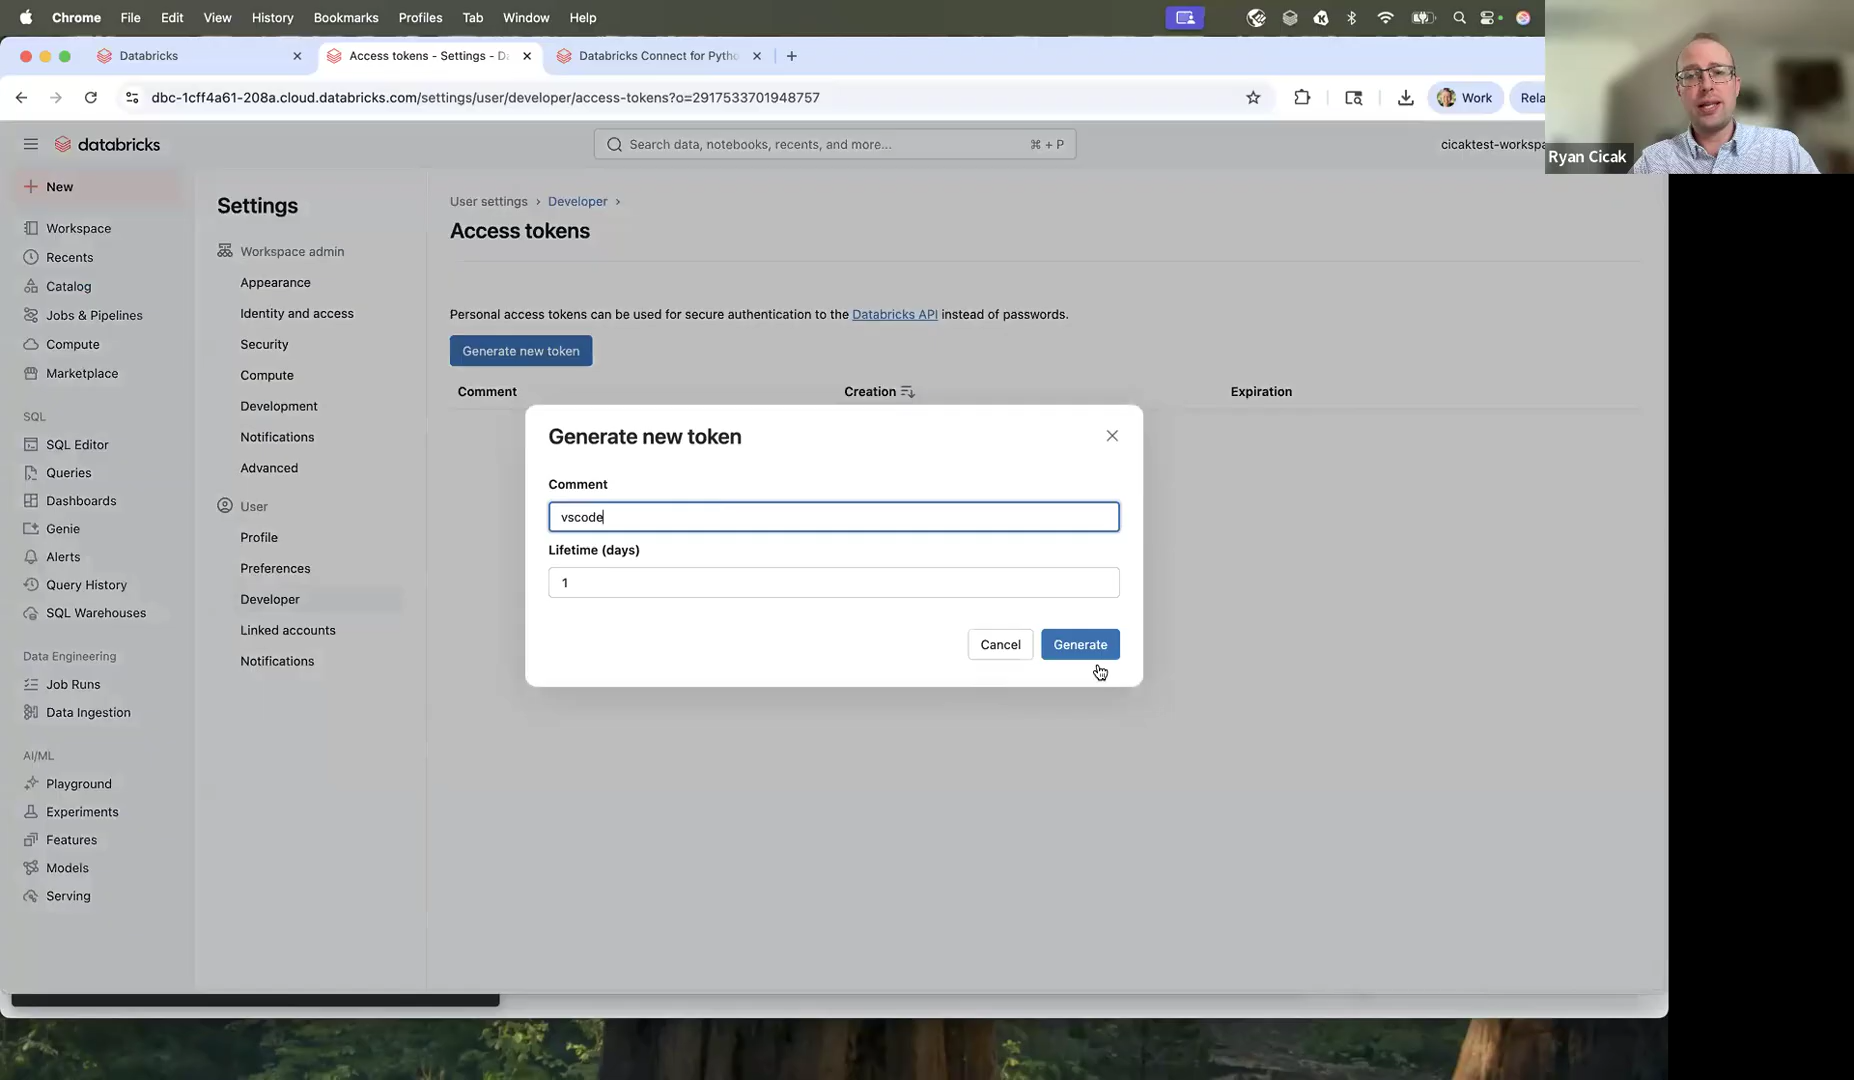 Chrome File Edit View History Bookmarks Profiles Tab Window Help
Databricks
Access tokens - Settings - Da
Databricks Connect for Pytho
dbc-1cff4a61-208a.cloud.databricks.com/settings/user/developer/access-tokens?o=2917533701948757
Work
Rela
Ryan Cicak
databricks
Search data, notebooks, recents, and more...
⌘ + P
cicaktest-workspa
New
Workspace
Recents
Catalog
Jobs & Pipelines
Compute
Marketplace
SQL
SQL Editor
Queries
Dashboards
Genie
Alerts
Query History
SQL Warehouses
Data Engineering
Job Runs
Data Ingestion
AI/ML
Playground
Experiments
Features
Models
Serving
Settings
Workspace admin
Appearance
Identity and access
Security
Compute
Development
Notifications
Advanced
User
Profile
Preferences
Developer
Linked accounts
Notifications
User settings › Developer ›
Access tokens
Personal access tokens can be used for secure authentication to the Databricks API instead of passwords.
Generate new token
Comment
Creation
Expiration
Generate new token
Comment
vscode
Lifetime (days)
1
Cancel
Generate